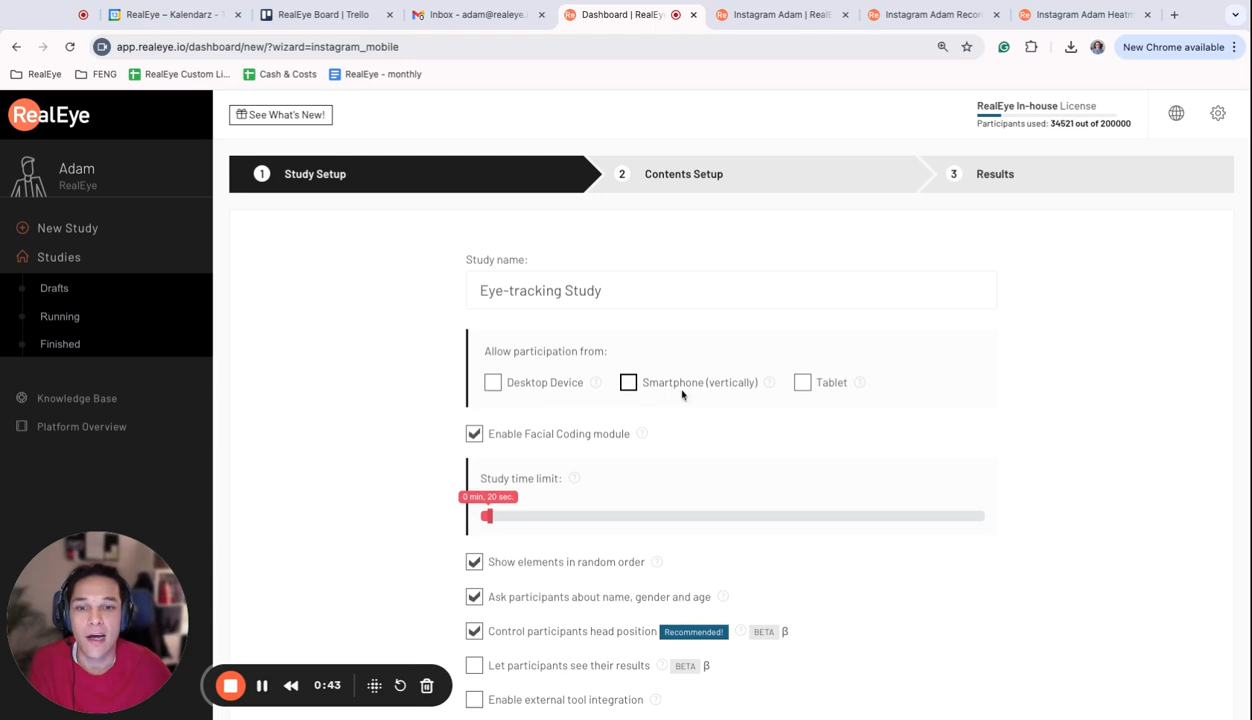 RealEye – Kalendarz - T
RealEye Board | Trello
Inbox - adam@realeye.i
Dashboard | RealEye
Instagram Adam | RealE
Instagram Adam Record
Instagram Adam Heatm
app.realeye.io/dashboard/new/?wizard=instagram_mobile
New Chrome available
RealEye
FENG
RealEye Custom Li...
Cash & Costs
RealEye - monthly
RealEye
See What's New!
RealEye In-house License
Participants used: 34521 out of 200000
Adam
RealEye
1 Study Setup
2 Contents Setup
3 Results
New Study
Studies
Drafts
Running
Finished
Knowledge Base
Platform Overview
Study name:
Eye-tracking Study
Allow participation from:
Desktop Device ?
Smartphone (vertically) ?
Tablet ?
Enable Facial Coding module ?
Study time limit: ?
0 min, 20 sec.
Show elements in random order ?
Ask participants about name, gender and age ?
Control participants head position Recommended! ? BETA β
Let participants see their results ? BETA β
Enable external tool integration ?
0:43